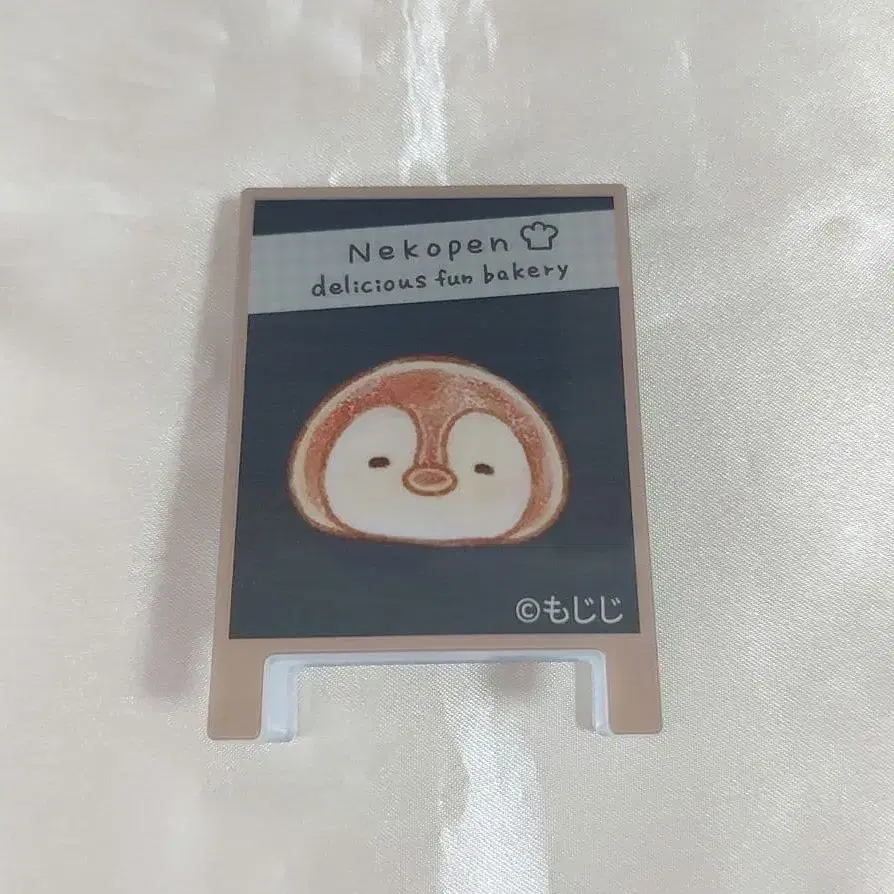 Nekopen
delicious fun bakery
©もじじ